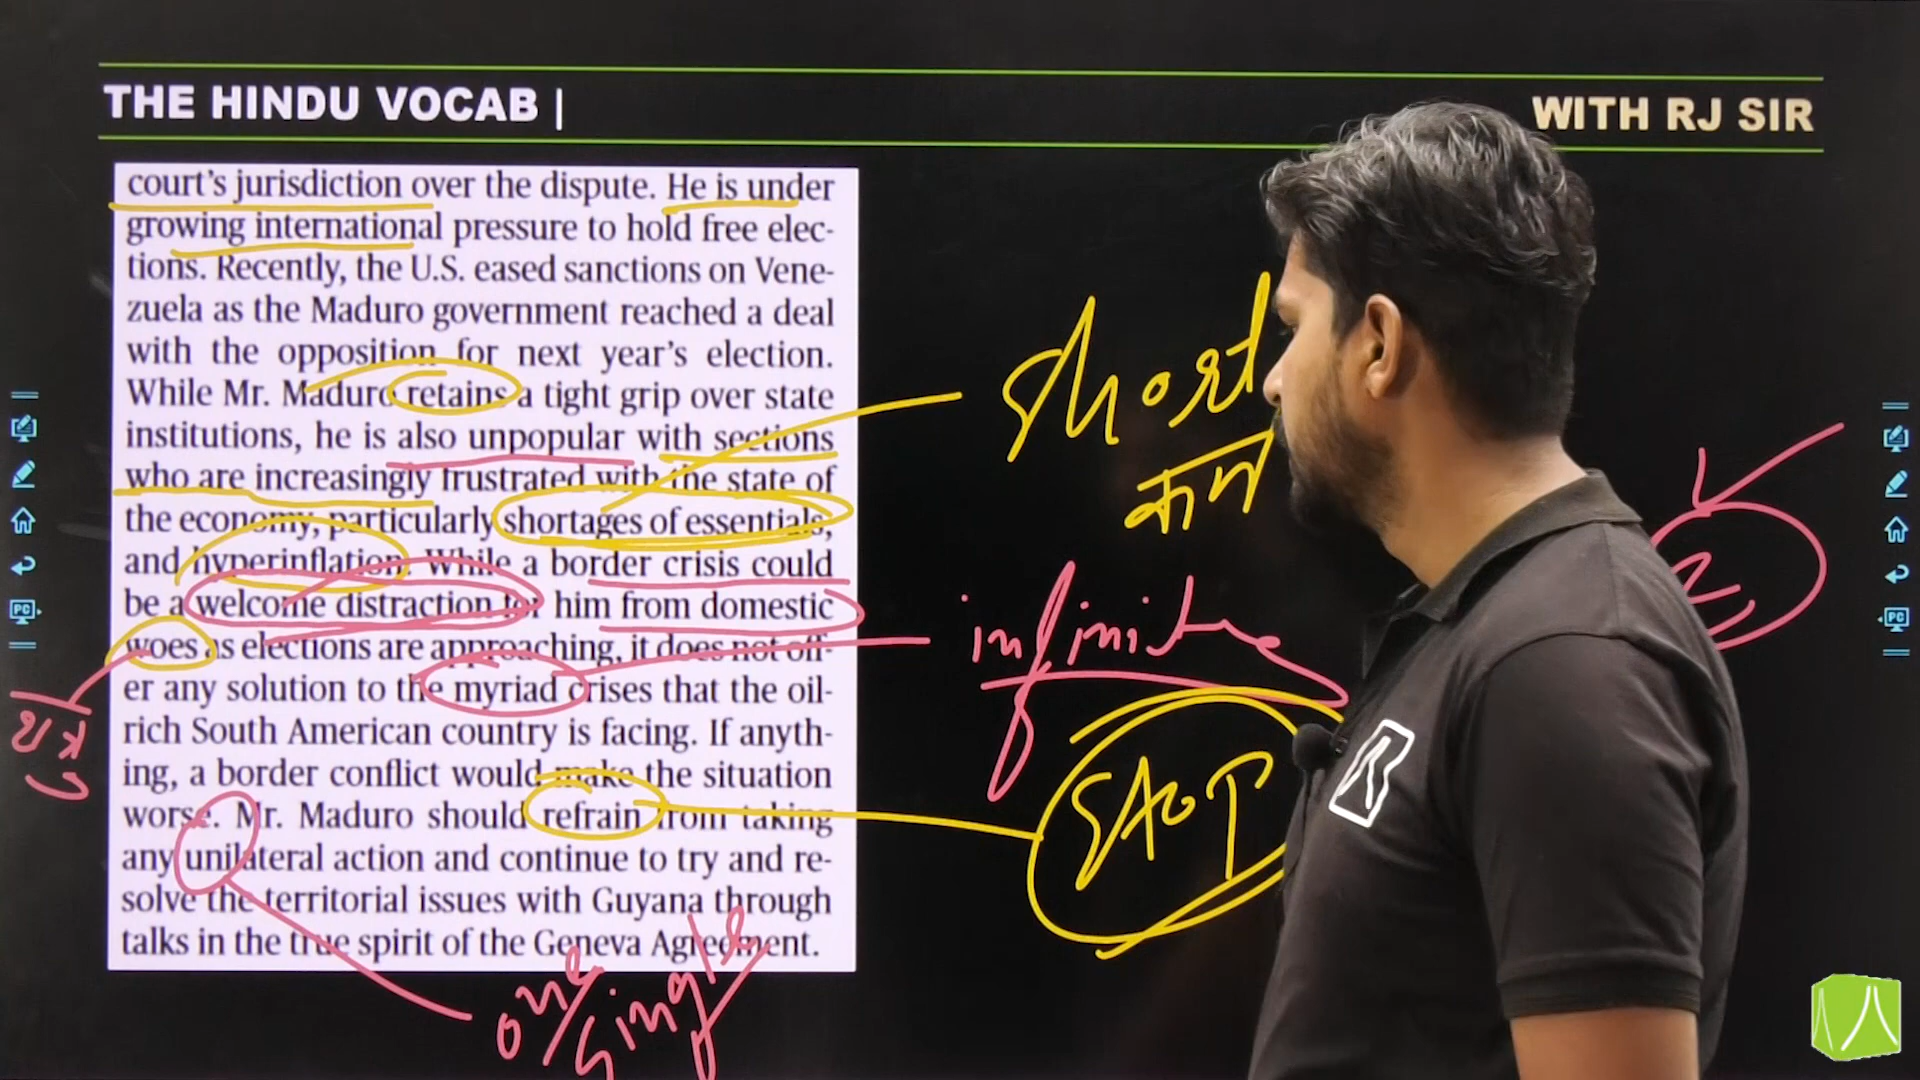 THE HINDU VOCAB |
WITH RJ SIR
court's jurisdiction over the dispute. He is under
growing international pressure to hold free elec-
tions. Recently, the U.S. eased sanctions on Vene-
zuela as the Maduro government reached a deal
with the opposition for next year's election.
While Mr. Maduro retains a tight grip over state
institutions, he is also unpopular with sections
who are increasingly frustrated with the state of
the economy, particularly shortages of essentials,
and hyperinflation. While a border crisis could
be a welcome distraction for him from domestic
woes as elections are approaching, it does not off-
er any solution to the myriad crises that the oil-
rich South American country is facing. If anyth-
ing, a border conflict would make the situation
worse. Mr. Maduro should refrain from taking
any unilateral action and continue to try and re-
solve the territorial issues with Guyana through
talks in the true spirit of the Geneva Agreement.
Short
कम
infinite
STOP
one/
single
PC
PC